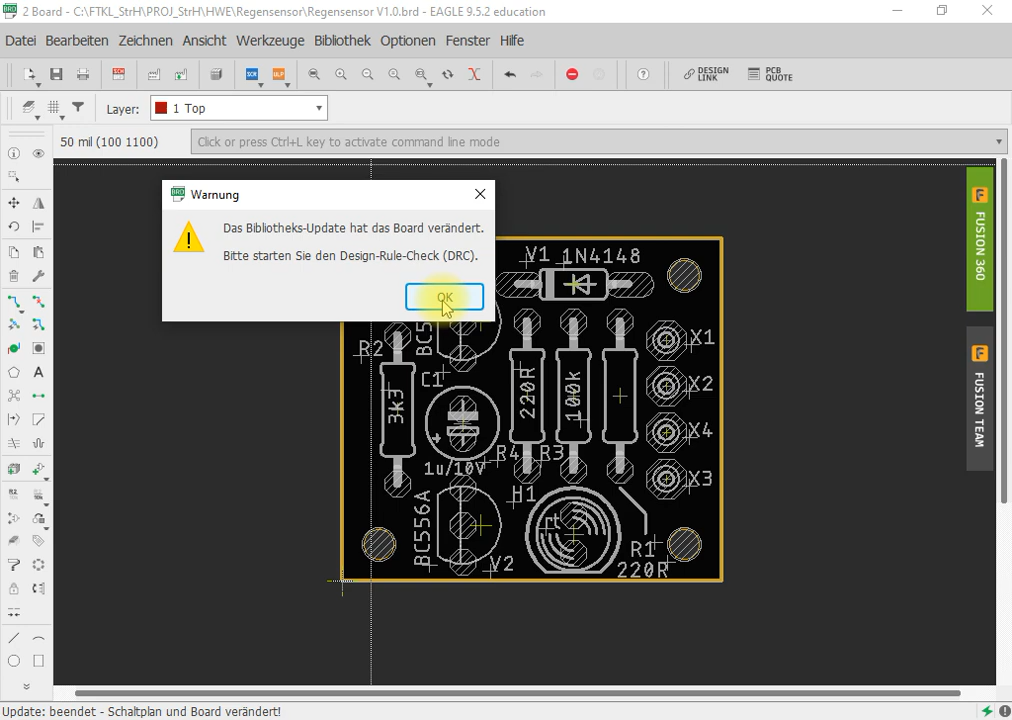 2 Board - C:\FTKL_StrH\PROJ_StrH\HWE\Regensensor\Regensensor V1.0.brd - EAGLE 9.5.2 education
Datei Bearbeiten Zeichnen Ansicht Werkzeuge Bibliothek Optionen Fenster Hilfe
SCR ULP DESIGN LINK PCB QUOTE
Layer: 1 Top
50 mil (100 1100) Click or press Ctrl+L key to activate command line mode
Warnung
Das Bibliotheks-Update hat das Board verändert.
Bitte starten Sie den Design-Rule-Check (DRC).
OK
FUSION 360
FUSION TEAM
V1 1N4148
R2
X1
C1
3k3
220R
100k
X2
X4
R4
R3
1u/10V
X3
H1
BC556A
rt
R1
V2
220R
Update: beendet - Schaltplan und Board verändert!